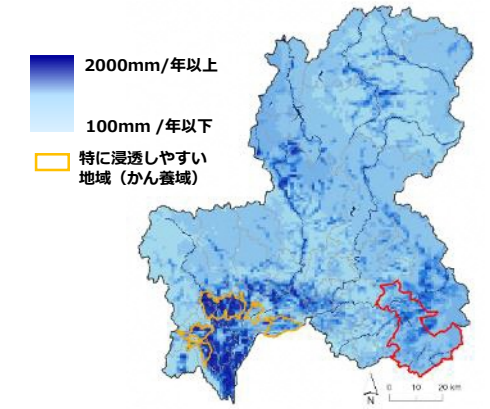 2000mm/年以上
100mm /年以下
特に浸透しやすい
地域（かん養域）
N
0 10 20 km